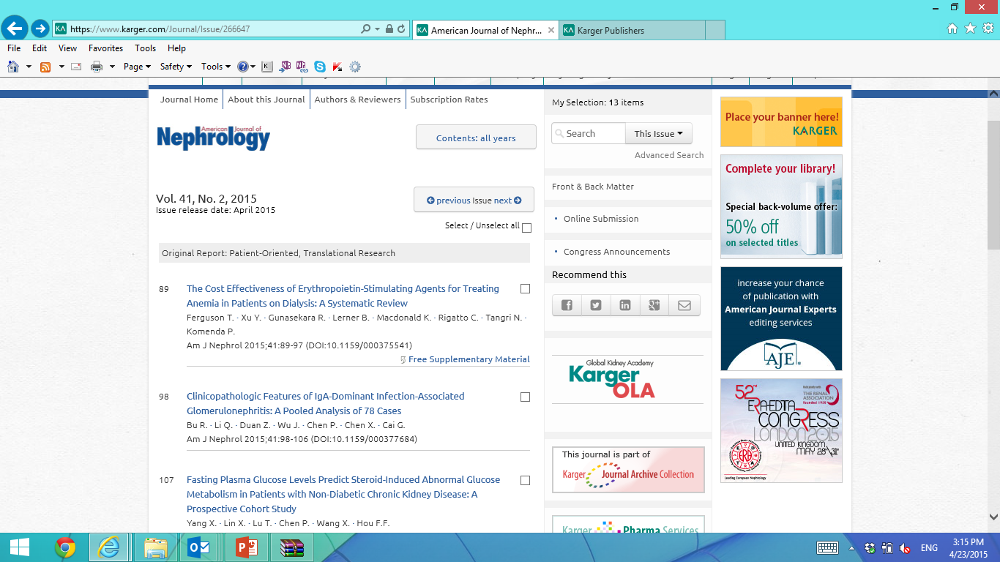 https://www.karger.com/Journal/Issue/266647
American Journal of Nephr...
Karger Publishers
File Edit View Favorites Tools Help
Page Safety Tools
Journal Home About this Journal Authors & Reviewers Subscription Rates
American Journal of
Nephrology
Contents: all years
Vol. 41, No. 2, 2015
Issue release date: April 2015
previous Issue next
Select / Unselect all
Original Report: Patient-Oriented, Translational Research
89
The Cost Effectiveness of Erythropoietin-Stimulating Agents for Treating
Anemia in Patients on Dialysis: A Systematic Review
Ferguson T. · Xu Y. · Gunasekara R. · Lerner B. · Macdonald K. · Rigatto C. · Tangri N. ·
Komenda P.
Am J Nephrol 2015;41:89-97 (DOI:10.1159/000375541)
Free Supplementary Material
98
Clinicopathologic Features of IgA-Dominant Infection-Associated
Glomerulonephritis: A Pooled Analysis of 78 Cases
Bu R. · Li Q. · Duan Z. · Wu J. · Chen P. · Chen X. · Cai G.
Am J Nephrol 2015;41:98-106 (DOI:10.1159/000377684)
107
Fasting Plasma Glucose Levels Predict Steroid-Induced Abnormal Glucose
Metabolism in Patients with Non-Diabetic Chronic Kidney Disease: A
Prospective Cohort Study
Yang X. · Lin X. · Lu T. · Chen P. · Wang X. · Hou F.F.
My Selection: 13 items
Search
This Issue
Advanced Search
Front & Back Matter
• Online Submission
• Congress Announcements
Recommend this
Global Kidney Academy
Karger
OLA
This journal is part of
Karger Journal Archive Collection
Karger Pharma Services
Place your banner here!
KARGER
Complete your library!
Special back-volume offer:
50% off
on selected titles
increase your chance
of publication with
American Journal Experts
editing services
AJE
52nd
ERA EDTA
CONGRESS
LONDON 2015
UNITED KINGDOM
MAY 28th 31st
THE RENAL
ASSOCIATION
founded 1950
ERA
Leading European Nephrology
ENG
3:15 PM
4/23/2015